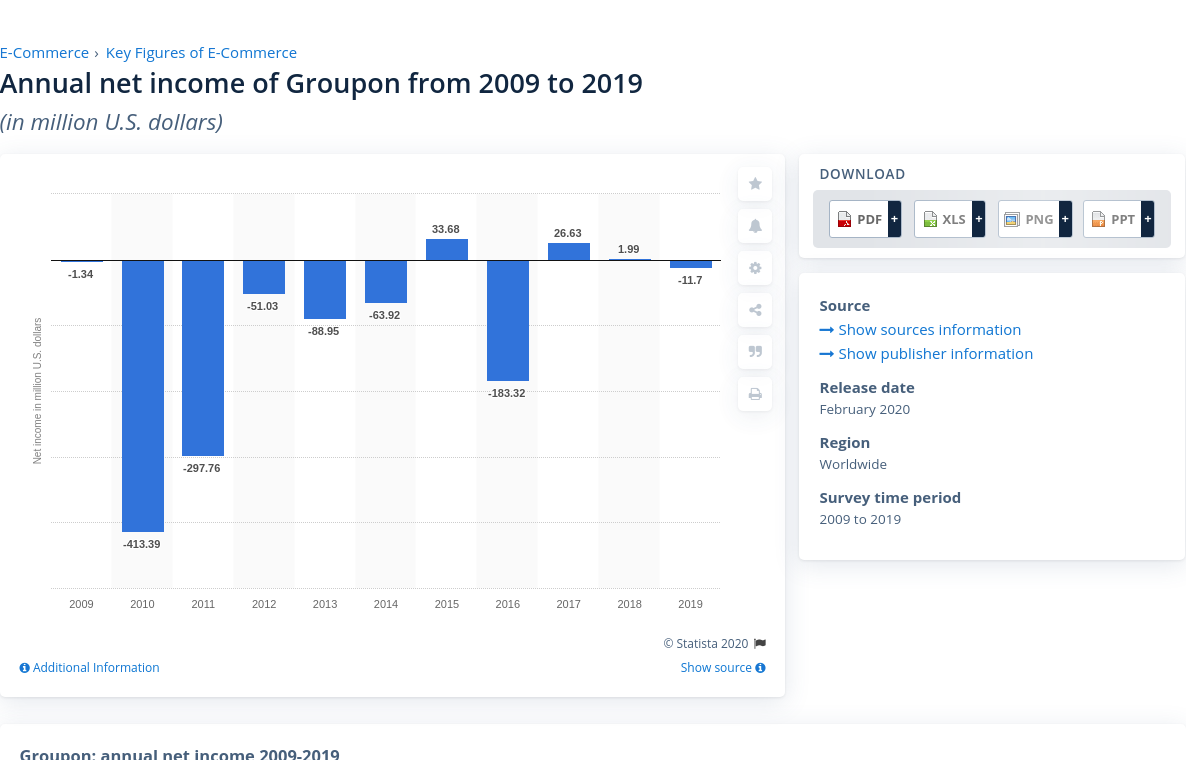 E-Commerce › Key Figures of E-Commerce
Annual net income of Groupon from 2009 to 2019
(in million U.S. dollars)
Net income in million U.S. dollars
-1.34
-413.39
-297.76
-51.03
-88.95
-63.92
33.68
-183.32
26.63
1.99
-11.7
2009 2010 2011 2012 2013 2014 2015 2016 2017 2018 2019
© Statista 2020
Additional Information
Show source
DOWNLOAD
PDF + XLS + PNG + PPT +
Source
Show sources information
Show publisher information
Release date
February 2020
Region
Worldwide
Survey time period
2009 to 2019
Groupon: annual net income 2009-2019